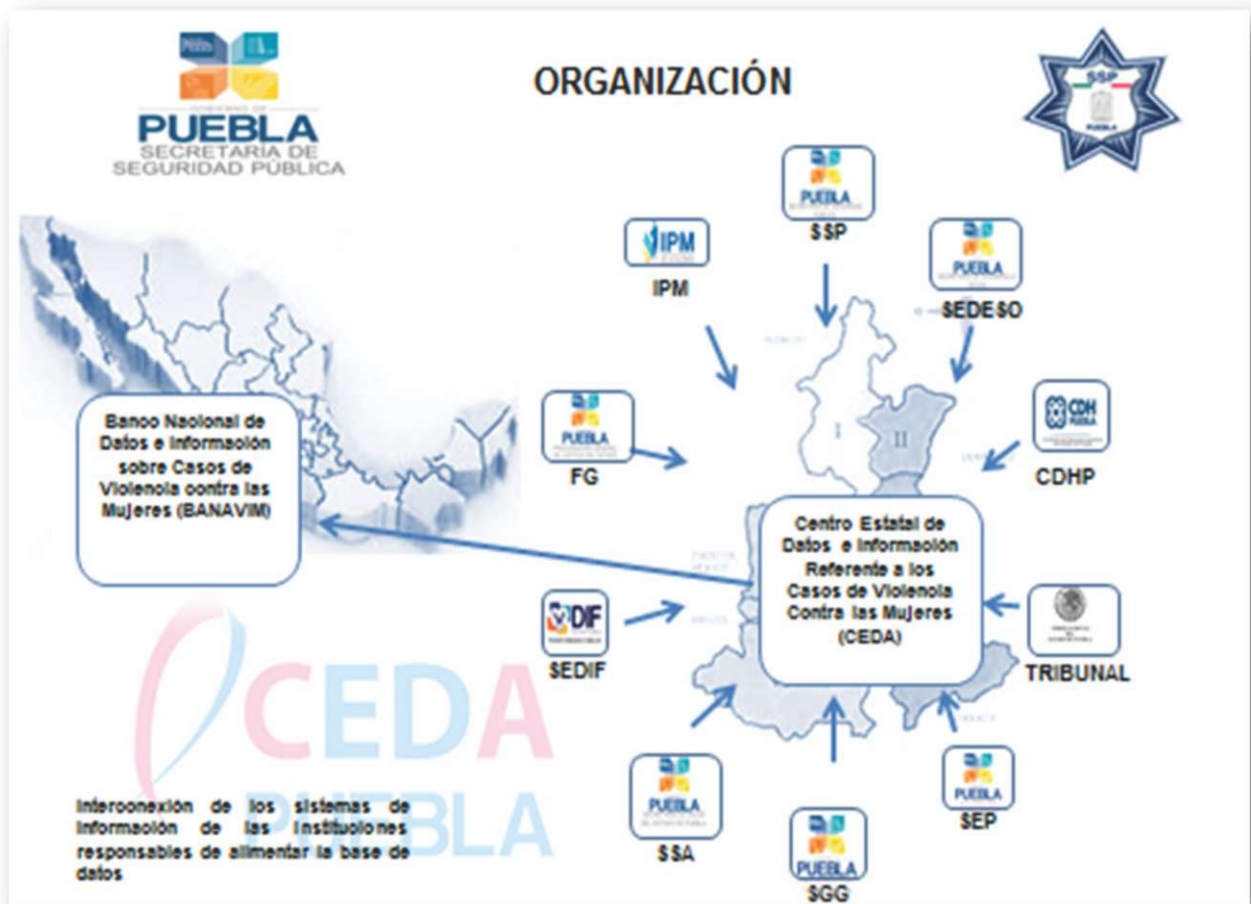 GOBIERNO DE
PUEBLA
SECRETARÍA DE
SEGURIDAD PÚBLICA
ORGANIZACIÓN
SSP
PUEBLA
PUEBLA
SSP
IPM
IPM
PUEBLA
SEDESO
PUEBLA
FG
CDH
PUEBLA
CDHP
I
II
Banco Nacional de
Datos e Información
sobre Casos de
Violencia contra las
Mujeres (BANAVIM)
Centro Estatal de
Datos e Información
Referente a los
Casos de Violencia
Contra las Mujeres
(CEDA)
DIF
SEDIF
TRIBUNAL
CEDA
PUEBLA
Interconexión de los sistemas de
Información de las Instituciones
responsables de alimentar la base de
datos
PUEBLA
SSA
PUEBLA
SGG
PUEBLA
SEP